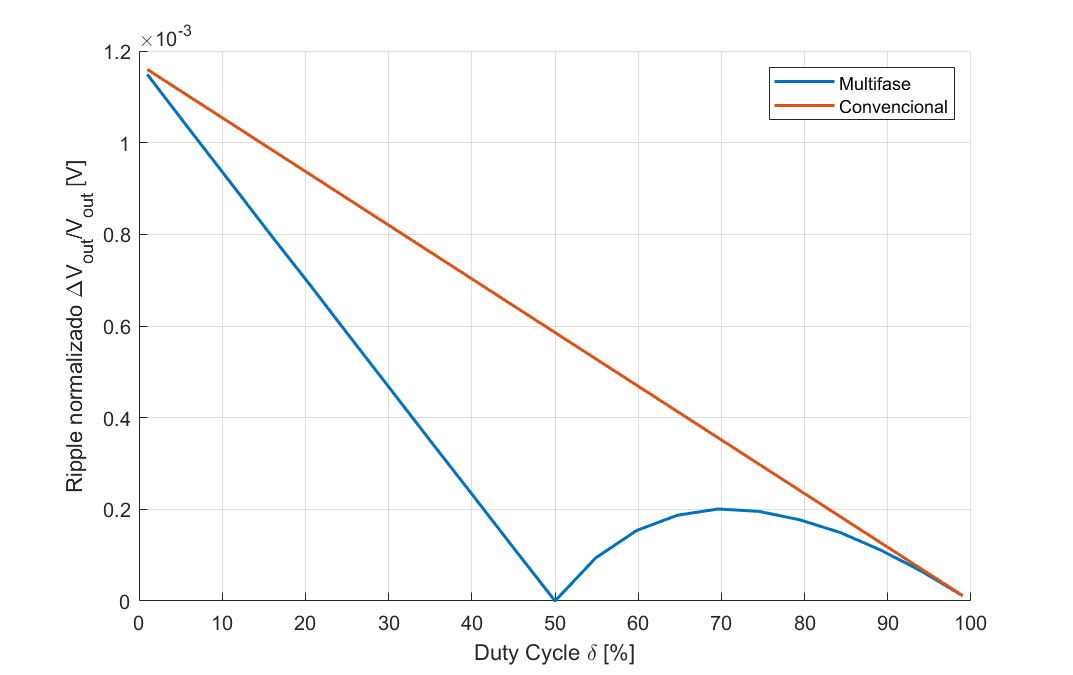 ×10⁻³
1.2
1
0.8
0.6
0.4
0.2
0
0 10 20 30 40 50 60 70 80 90 100
Ripple normalizado ΔV_out/V_out [V]
Duty Cycle δ [%]
Multifase
Convencional